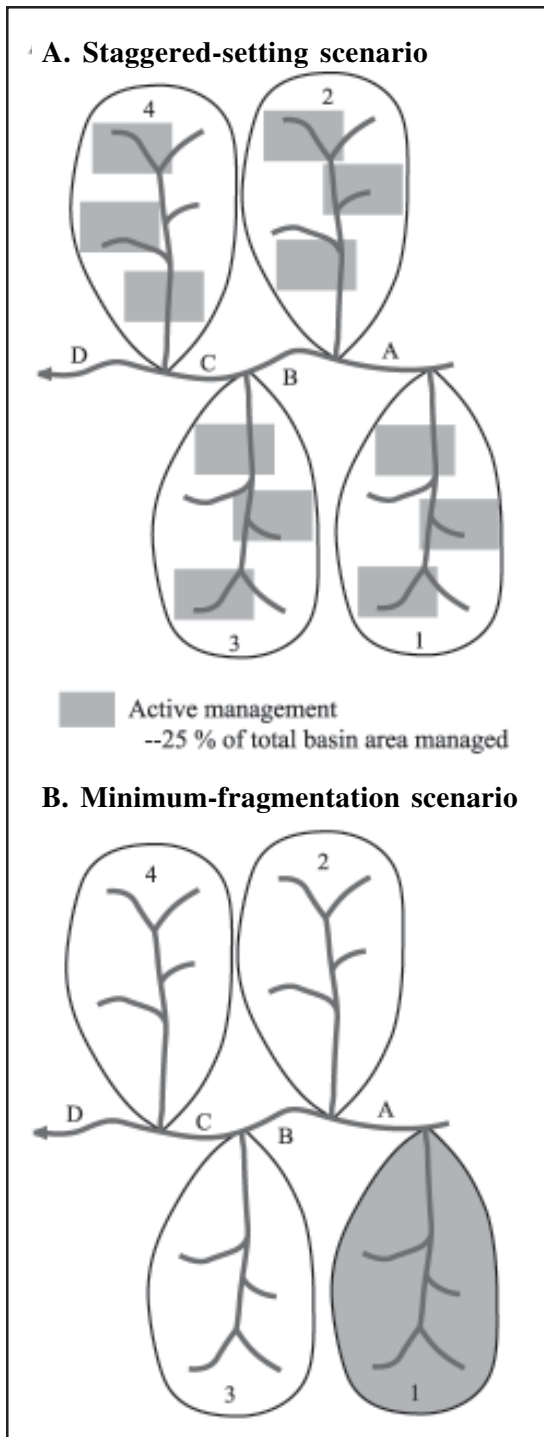 A. Staggered-setting scenario
4
2
D
C
B
A
3
1
Active management
--25 % of total basin area managed
B. Minimum-fragmentation scenario
4
2
D
C
B
A
3
1